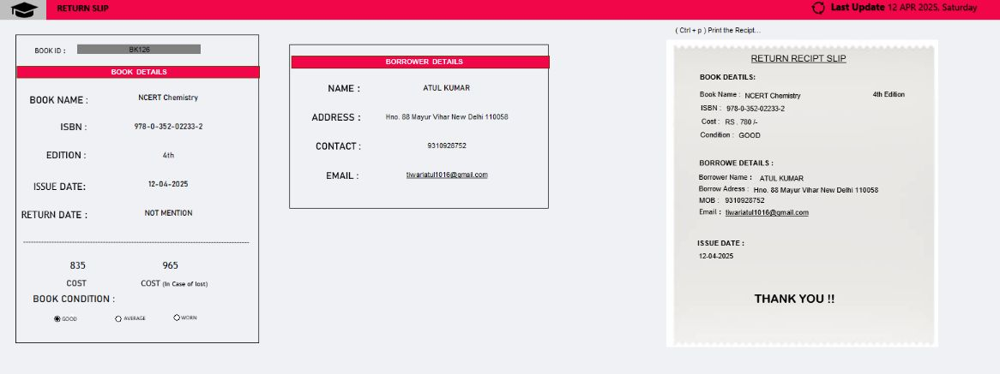 RETURN SLIP
Last Update 12 APR 2025, Saturday
BOOK ID : BK126
BOOK DETAILS
BOOK NAME : NCERT Chemistry
ISBN : 978-0-352-02233-2
EDITION : 4th
ISSUE DATE: 12-04-2025
RETURN DATE : NOT MENTION
835 965
COST COST (In Case of lost)
BOOK CONDITION :
GOOD AVERAGE WORN
BORROWER DETAILS
NAME : ATUL KUMAR
ADDRESS : Hno. 88 Mayur Vihar New Delhi 110058
CONTACT : 9310928752
EMAIL : tiwariatul1016@gmail.com
( Ctrl + p ) Print the Recipt...
RETURN RECIPT SLIP
BOOK DEATILS:
Book Name : NCERT Chemistry 4th Edition
ISBN : 978-0-352-02233-2
Cost : RS . 780 /-
Condition : GOOD
BORROWE DETAILS :
Borrower Name : ATUL KUMAR
Borrow Adress : Hno. 88 Mayur Vihar New Delhi 110058
MOB : 9310928752
Email : tiwariatul1016@gmail.com
ISSUE DATE :
12-04-2025
THANK YOU !!